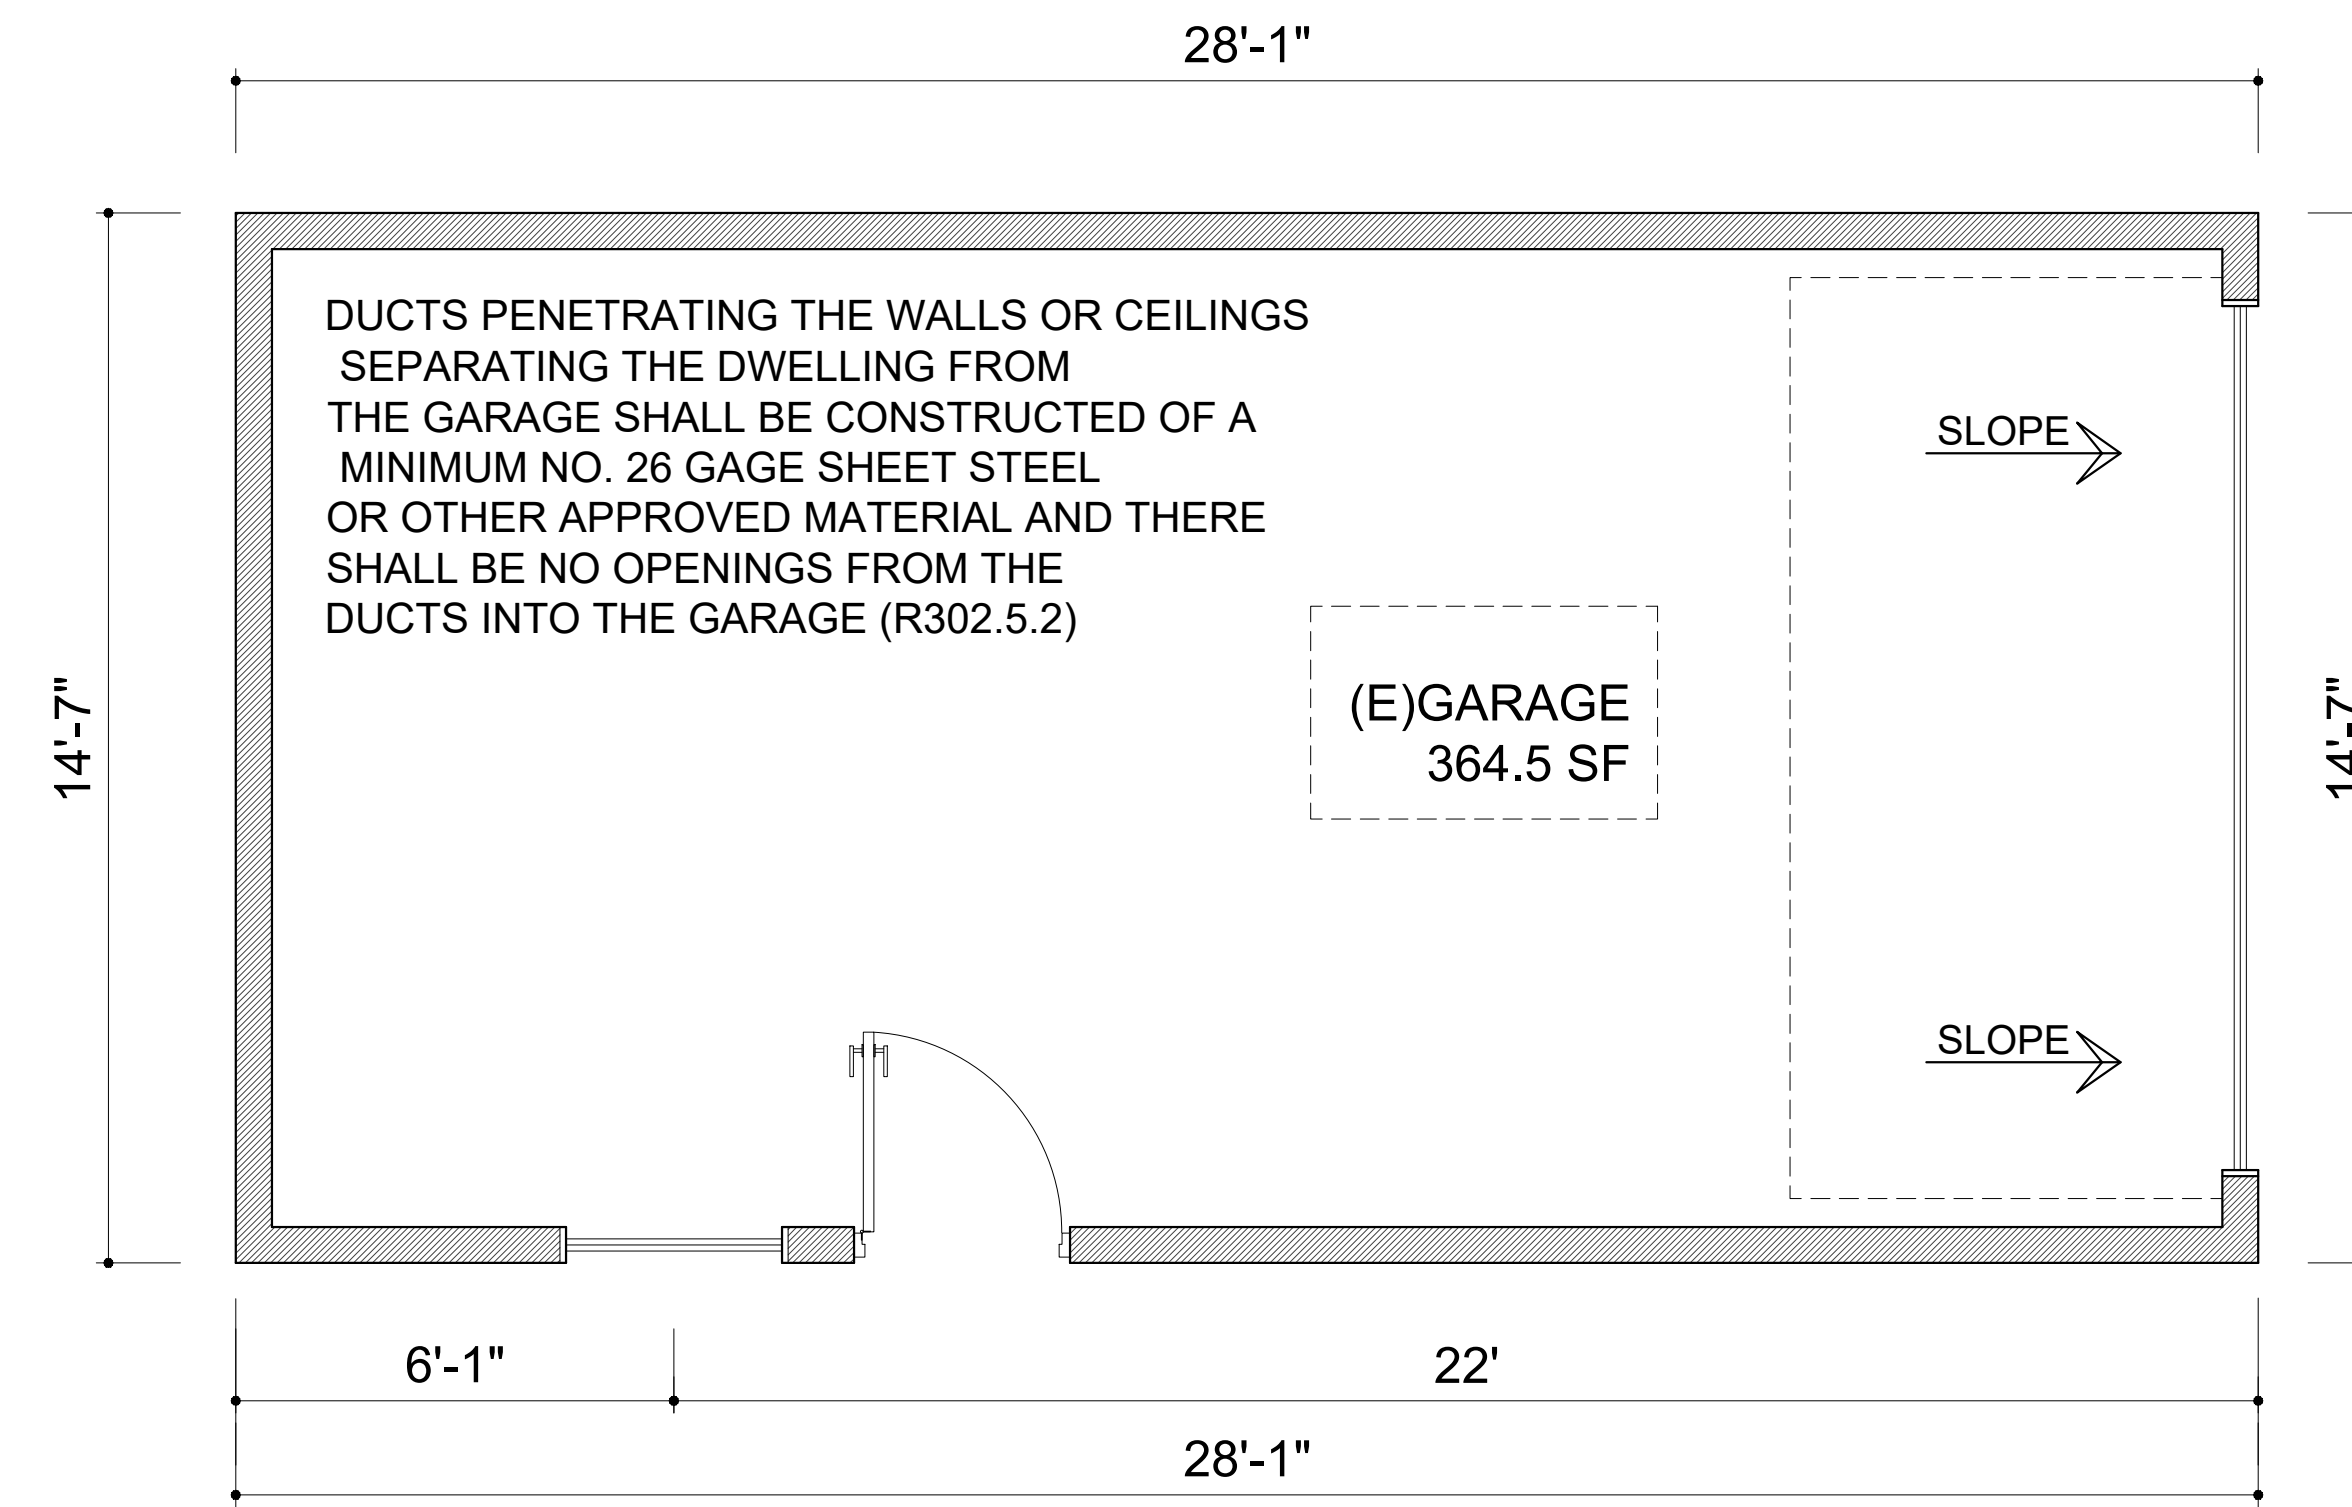 28'-1"
DUCTS PENETRATING THE WALLS OR CEILINGS
SEPARATING THE DWELLING FROM
THE GARAGE SHALL BE CONSTRUCTED OF A
MINIMUM NO. 26 GAGE SHEET STEEL
OR OTHER APPROVED MATERIAL AND THERE
SHALL BE NO OPENINGS FROM THE
DUCTS INTO THE GARAGE (R302.5.2)
SLOPE
14'-7"
(E)GARAGE
364.5 SF
14'-7"
SLOPE
6'-1"
22'
28'-1"